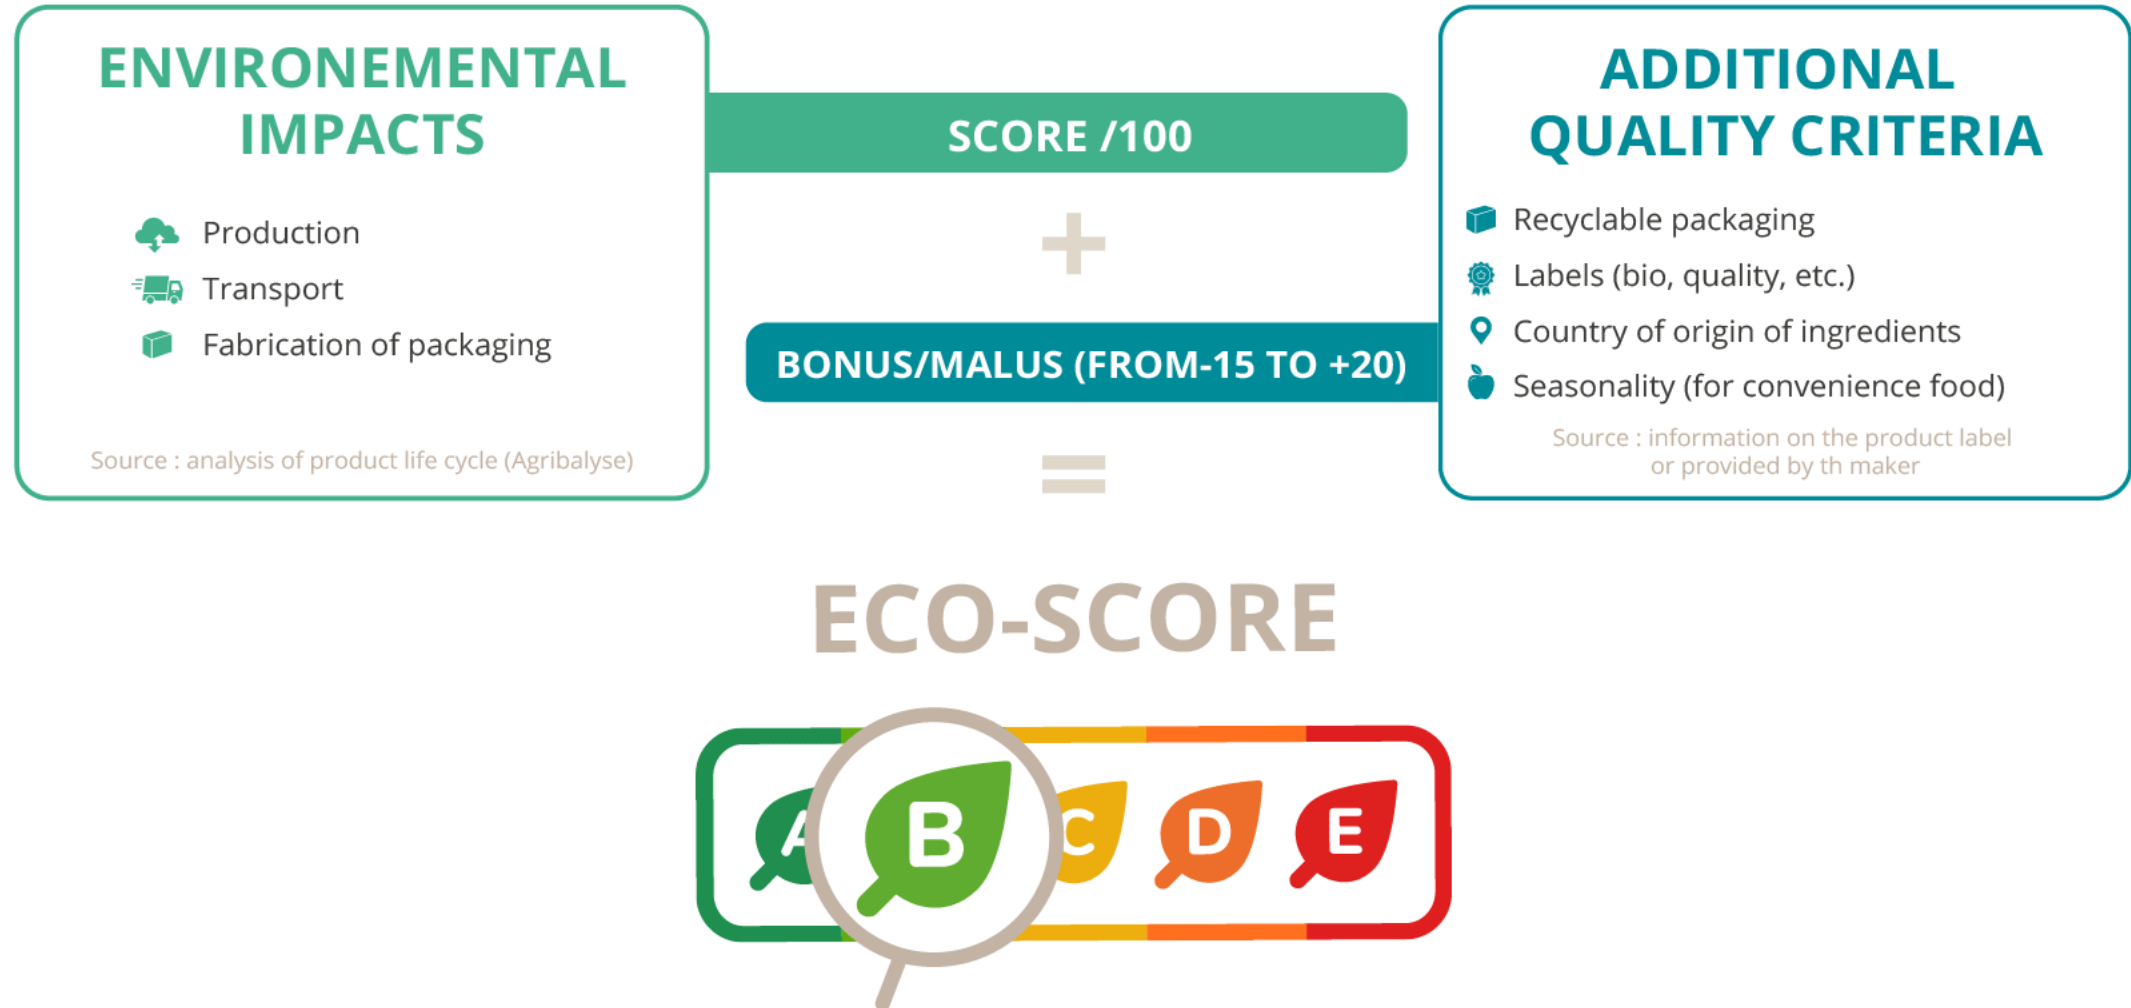 ENVIRONEMENTAL
IMPACTS
Production
Transport
Fabrication of packaging
Source : analysis of product life cycle (Agribalyse)
SCORE /100
+
BONUS/MALUS (FROM-15 TO +20)
=
ADDITIONAL
QUALITY CRITERIA
Recyclable packaging
Labels (bio, quality, etc.)
Country of origin of ingredients
Seasonality (for convenience food)
Source : information on the product label
or provided by th maker
ECO-SCORE
A B C D E